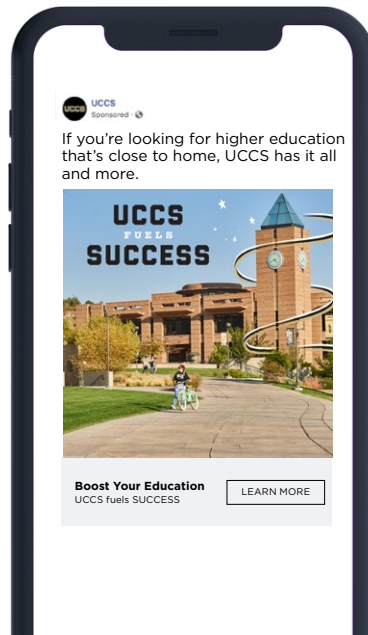 UCCS
UCCS
Sponsored ·
If you're looking for higher education
that's close to home, UCCS has it all
and more.
UCCS
FUELS
SUCCESS
Boost Your Education
UCCS fuels SUCCESS
LEARN MORE